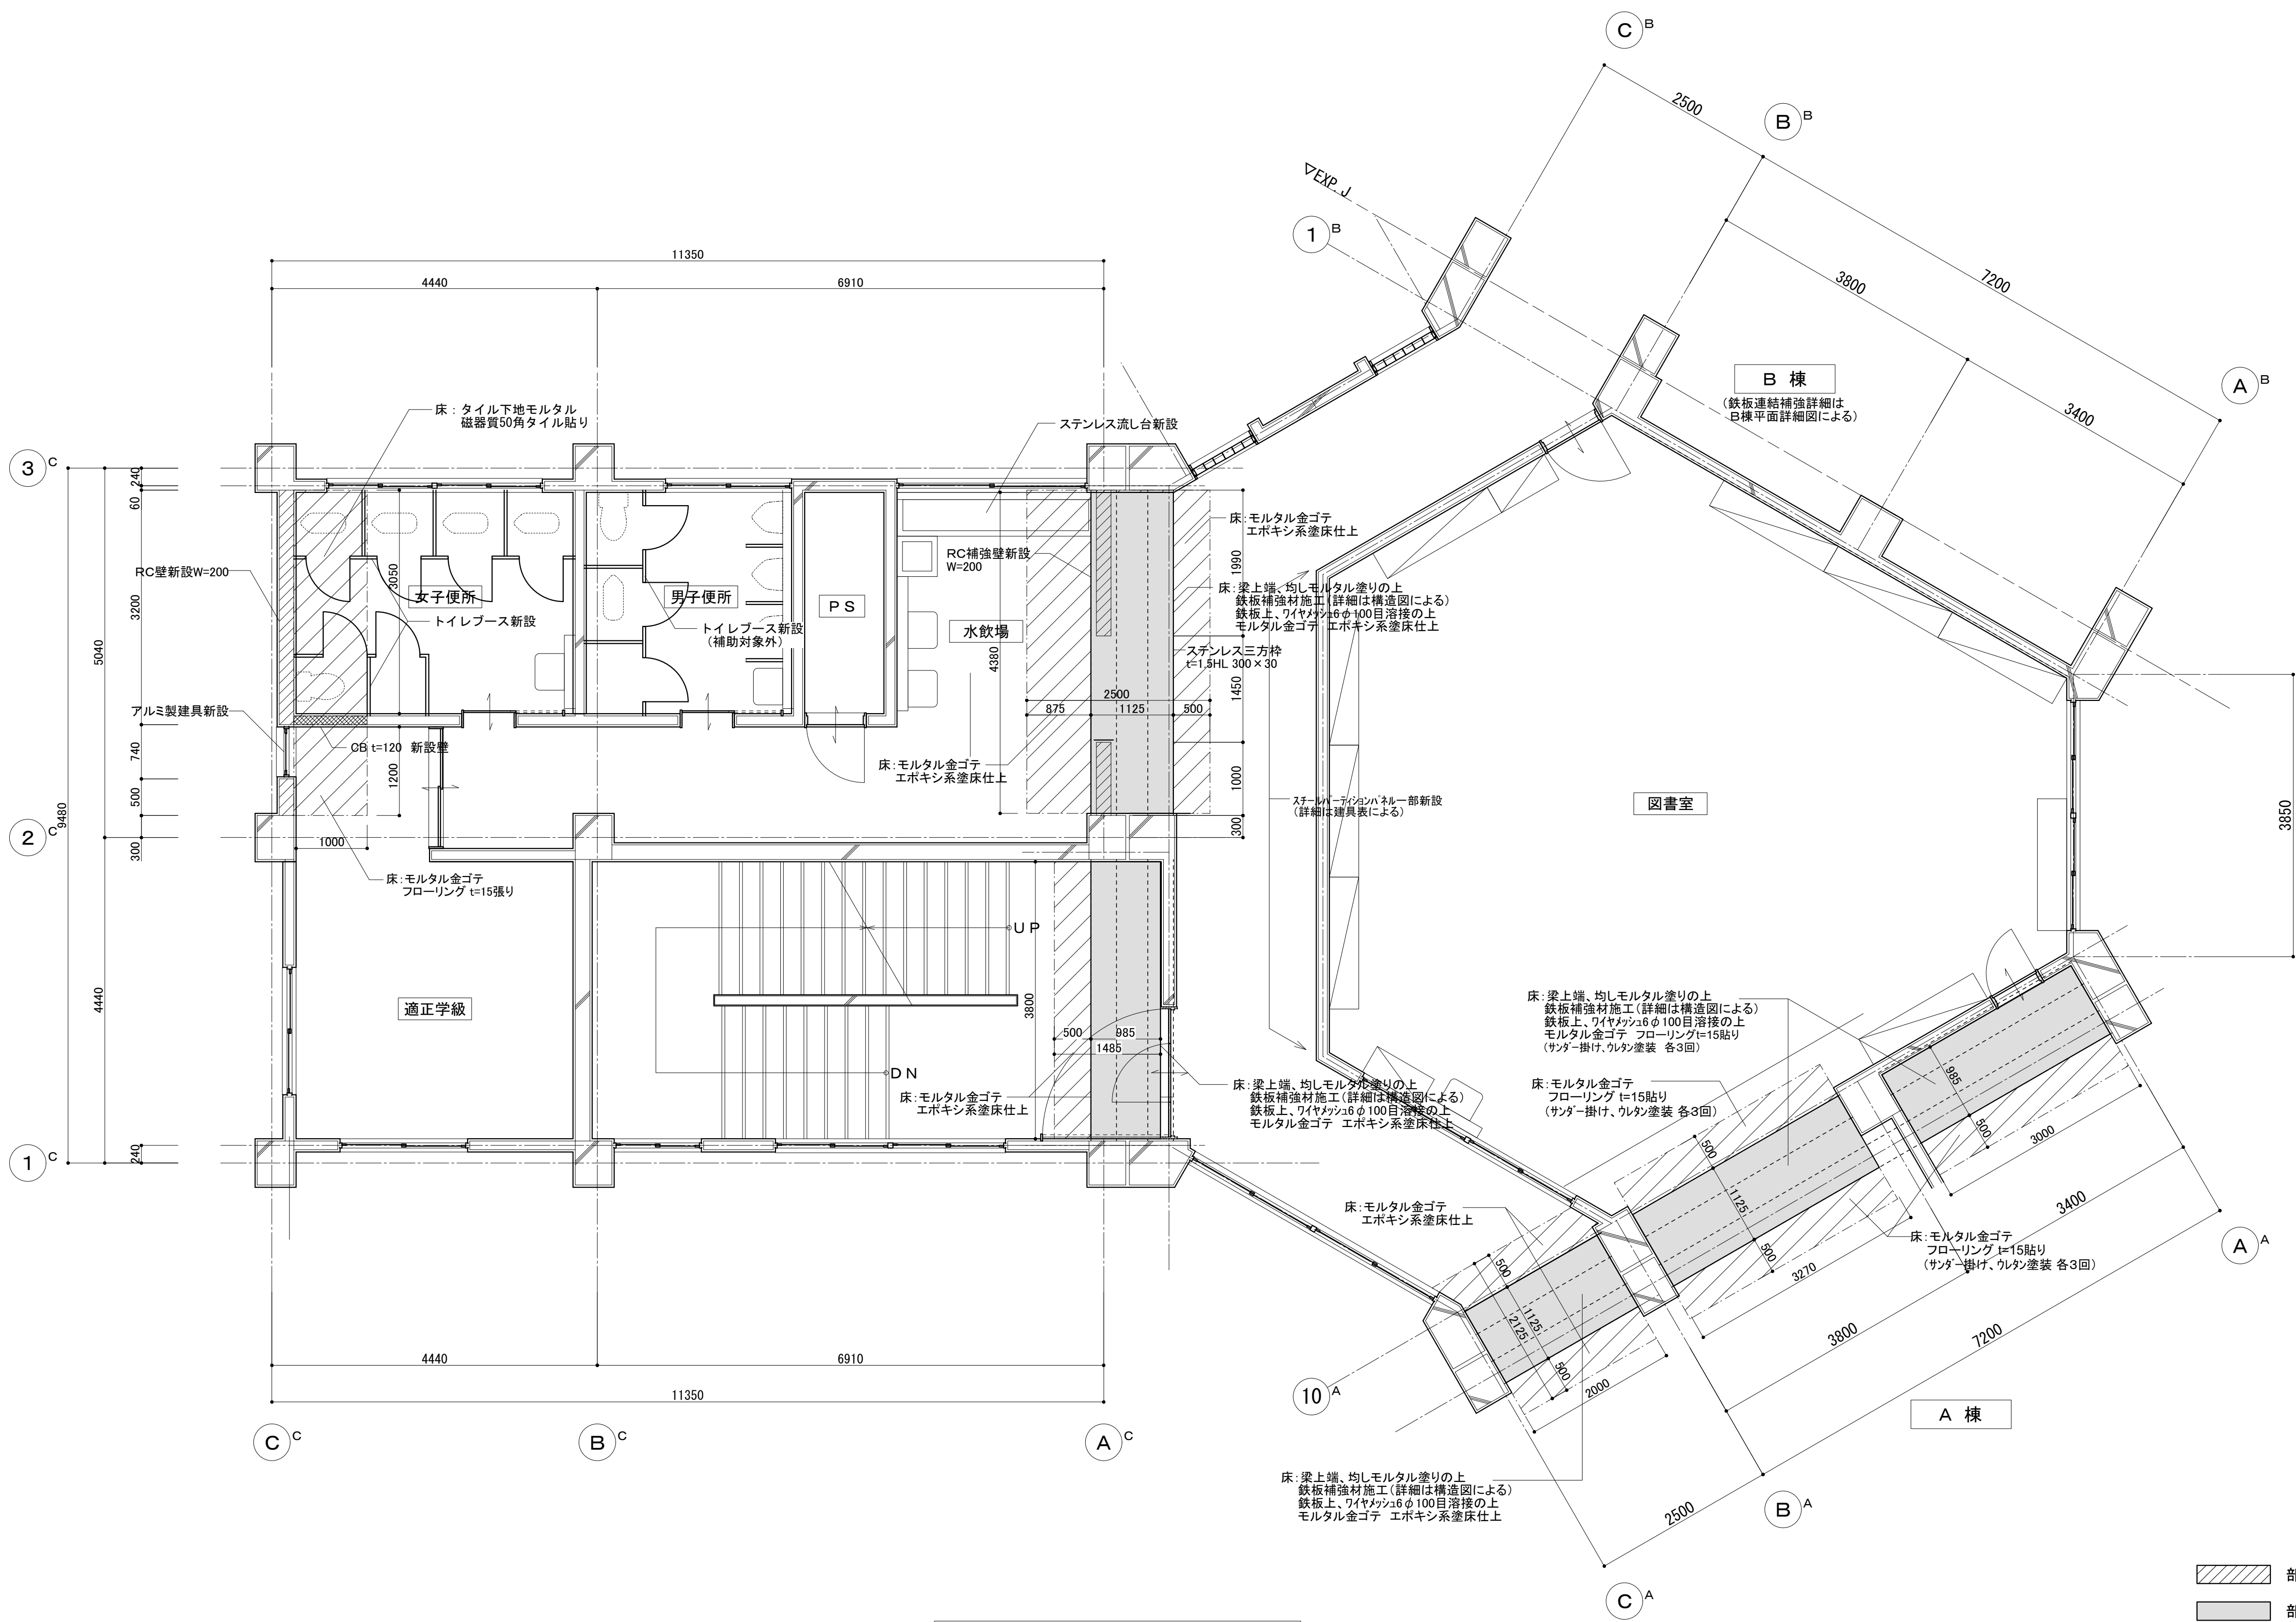 C B
2500
B B
▽EXP. J
1 B
7200
3800
B 棟
(鉄板連結補強詳細は
B棟平面詳細図による)
A B
3400
11350
4440
6910
床：タイル下地モルタル
磁器質50角タイル貼り
ステンレス流し台新設
3 C
240
60
床：モルタル金ゴテ
エポキシ系塗床仕上
RC補強壁新設
W=200
1990
RC壁新設W=200
3050
3200
女子便所
男子便所
PS
水飲場
床：梁上端、均しモルタル塗りの上
鉄板補強材施工(詳細は構造図による)
鉄板上、ワイヤメッシュ6φ100目溶接の上
モルタル金ゴテ エポキシ系塗床仕上
トイレブース新設
トイレブース新設
(補助対象外)
5040
4380
ステンレス三方枠
t=1.5HL 300×30
1450
2500
875
1125
500
アルミ製建具新設
CB t=120 新設壁
740
1200
床：モルタル金ゴテ
エポキシ系塗床仕上
1000
500
スチールパーティションパネル一部新設
(詳細は建具表による)
図書室
3850
9480
2 C
300
1000
300
床：モルタル金ゴテ
フローリング t=15張り
UP
4440
適正学級
3800
500
985
1485
DN
床：モルタル金ゴテ
エポキシ系塗床仕上
床：梁上端、均しモルタル塗りの上
鉄板補強材施工(詳細は構造図による)
鉄板上、ワイヤメッシュ6φ100目溶接の上
モルタル金ゴテ エポキシ系塗床仕上
床：梁上端、均しモルタル塗りの上
鉄板補強材施工(詳細は構造図による)
鉄板上、ワイヤメッシュ6φ100目溶接の上
モルタル金ゴテ フローリングt=15貼り
(サンダー掛け、ウレタン塗装 各3回)
床：モルタル金ゴテ
フローリング t=15貼り
(サンダー掛け、ウレタン塗装 各3回)
985
500
3000
1 C
240
500
1125
500
3270
3400
床：モルタル金ゴテ
エポキシ系塗床仕上
床：モルタル金ゴテ
フローリング t=15貼り
(サンダー掛け、ウレタン塗装 各3回)
A A
500
1125
2125
500
2000
3800
7200
4440
6910
11350
10 A
A 棟
C C
B C
A C
床：梁上端、均しモルタル塗りの上
鉄板補強材施工(詳細は構造図による)
鉄板上、ワイヤメッシュ6φ100目溶接の上
モルタル金ゴテ エポキシ系塗床仕上
2500
B A
C A
部
部